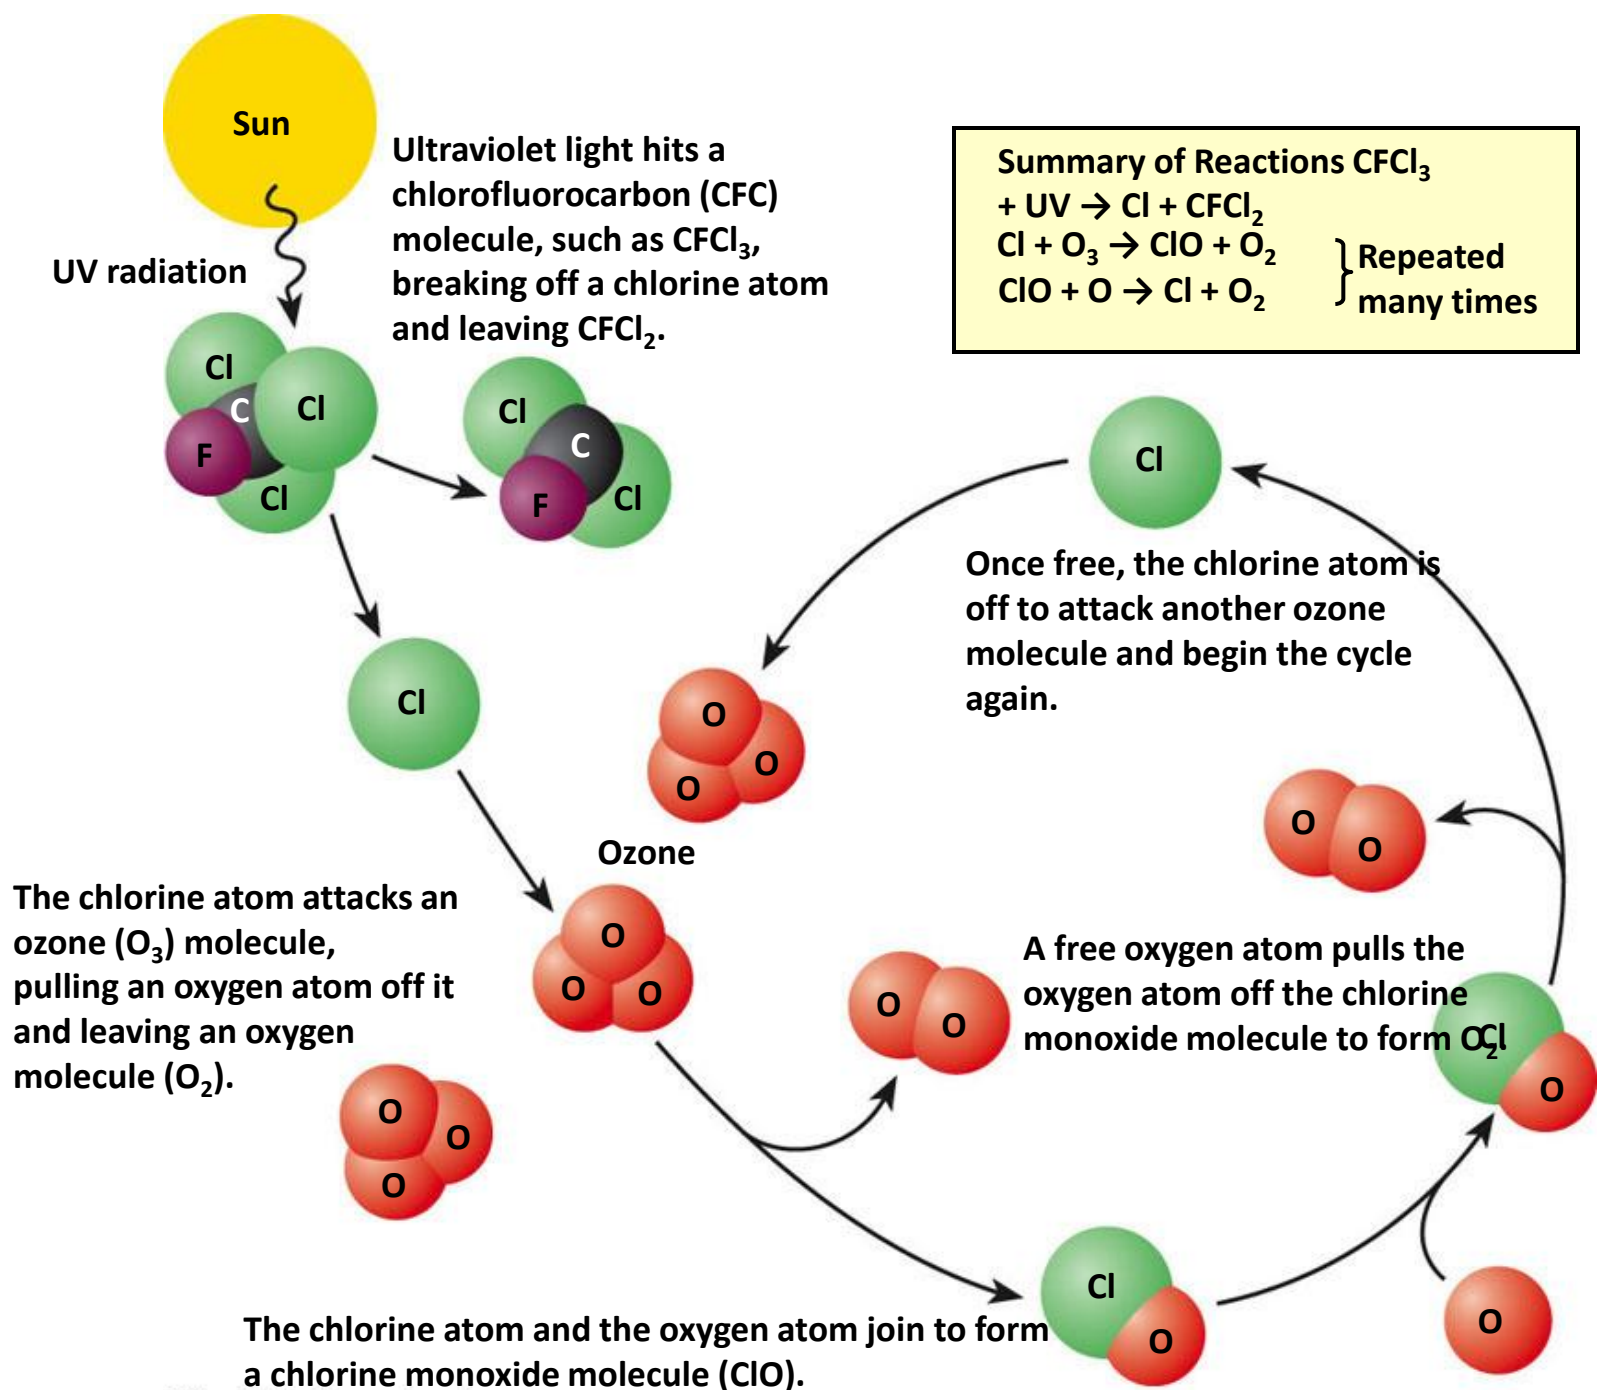 Sun
Ultraviolet light hits a
chlorofluorocarbon (CFC)
molecule, such as CFCl₃,
breaking off a chlorine atom
and leaving CFCl₂.
UV radiation
Summary of Reactions CFCl₃
+ UV → Cl + CFCl₂
Cl + O₃ → ClO + O₂
ClO + O → Cl + O₂
Repeated
many times
Cl
C
Cl
F
Cl
Cl
C
F
Cl
Cl
Once free, the chlorine atom is
off to attack another ozone
molecule and begin the cycle
again.
Cl
O
O
O
Ozone
O
O
The chlorine atom attacks an
ozone (O₃) molecule,
pulling an oxygen atom off it
and leaving an oxygen
molecule (O₂).
O
O
O
O
O
A free oxygen atom pulls the
oxygen atom off the chlorine
monoxide molecule to form O₂.
Cl
O
O
O
O
Cl
O
O
The chlorine atom and the oxygen atom join to form
a chlorine monoxide molecule (ClO).